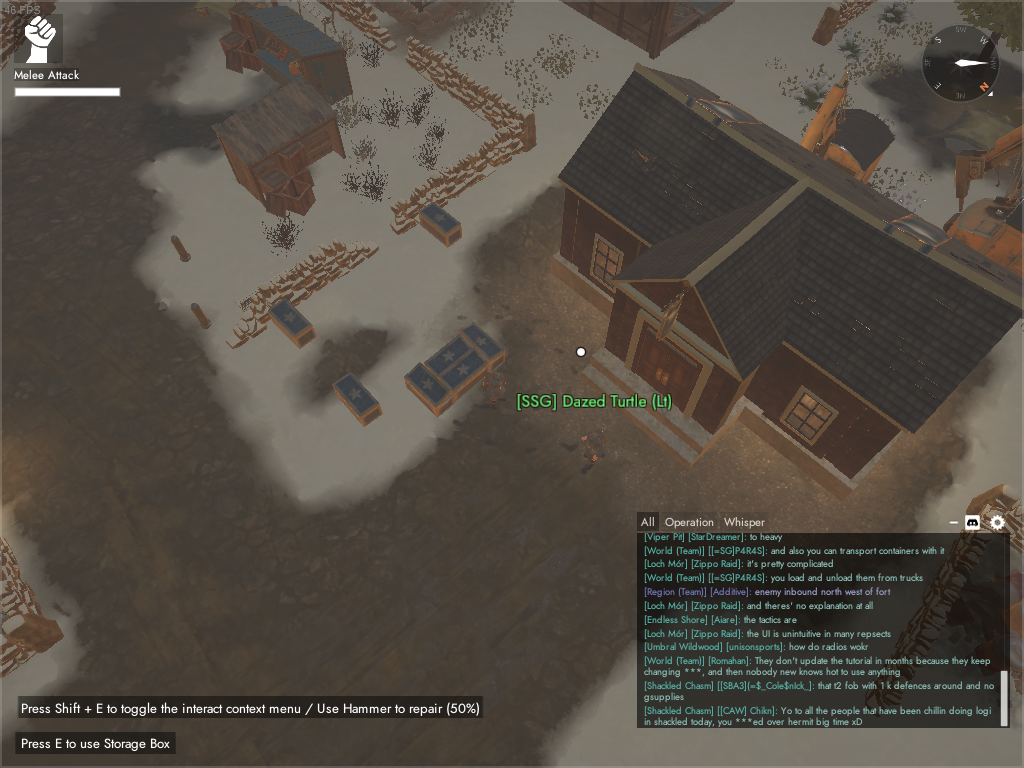 46 FPS
Melee Attack
SW
S
W
N
NE
E
[SSG] Dazed Turtle (Lt)
All Operation Whisper
[Viper Pit] [StarDreamer]: to heavy
[World (Team)] [[=SG]P4R4S]: and also you can transport containers with it
[Loch Mór] [Zippo Raid]: it's pretty complicated
[World (Team)] [[=SG]P4R4S]: you load and unload them from trucks
[Region (Team)] [Additive]: enemy inbound north west of fort
[Loch Mór] [Zippo Raid]: and theres' no explanation at all
[Endless Shore] [Aiare]: the tactics are
[Loch Mór] [Zippo Raid]: the UI is unintuitive in many repsects
[Umbral Wildwood] [unisonsports]: how do radios wokr
[World (Team)] [Romahan]: They don't update the tutorial in months because they keep
changing ***, and then nobody new knows hot to use anything
[Shackled Chasm] [[SBA3](=$_Cole$nIck_]: that t2 fob with 1 k defences around and no
gsupplies
[Shackled Chasm] [[CAW] Chikn]: Yo to all the people that have been chillin doing logi
in shackled today, you ***ed over hermit big time xD
Press Shift + E to toggle the interact context menu / Use Hammer to repair (50%)
Press E to use Storage Box